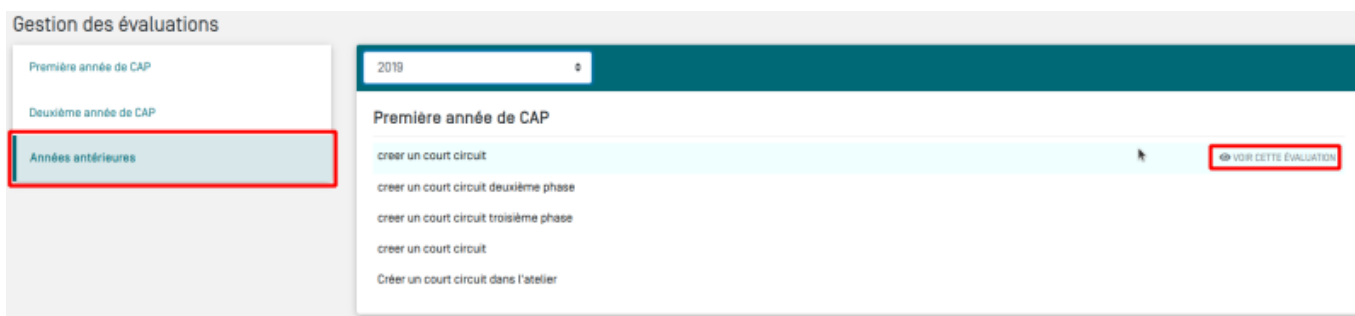 Gestion des évaluations
Première année de CAP
Deuxième année de CAP
Années antérieures
2019
Première année de CAP
creer un court circuit
VOIR CETTE ÉVALUATION
creer un court circuit deuxième phase
creer un court circuit troisième phase
creer un court circuit
Créer un court circuit dans l'atelier